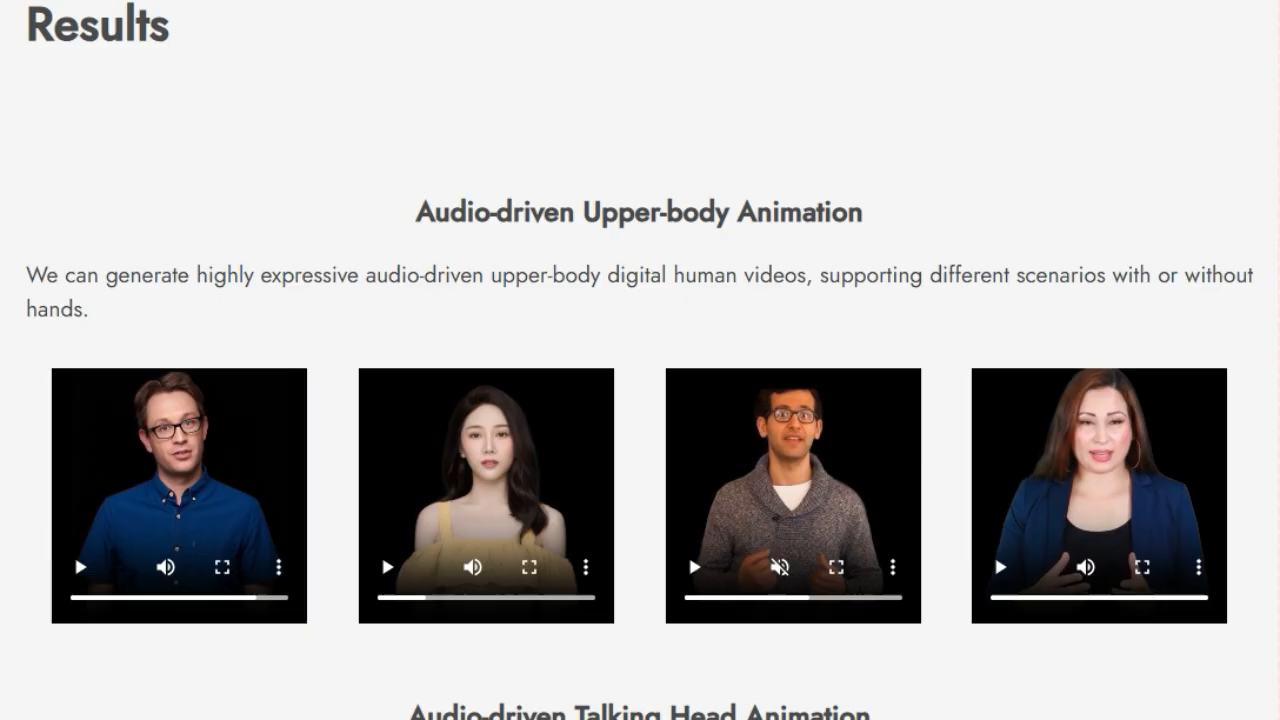 Results
Audio-driven Upper-body Animation
We can generate highly expressive audio-driven upper-body digital human videos, supporting different scenarios with or without
hands.
Audio-driven Talking Head Animation